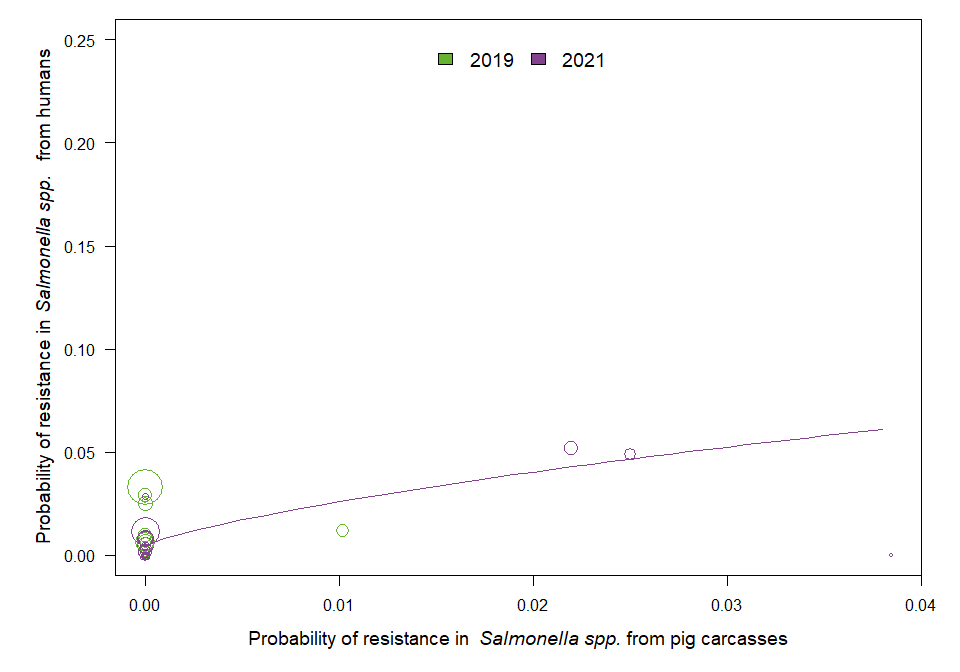 2019 2021
Probability of resistance in Salmonella spp. from humans
0.25
0.20
0.15
0.10
0.05
0.00
0.00 0.01 0.02 0.03 0.04
Probability of resistance in Salmonella spp. from pig carcasses